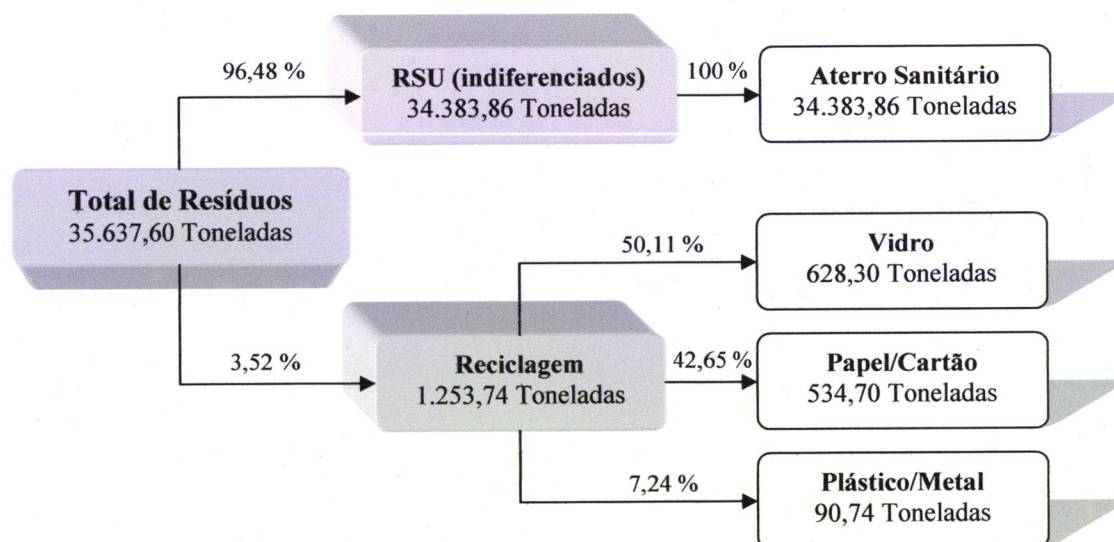 96,48 %
RSU (indiferenciados)
34.383,86 Toneladas
100 %
Aterro Sanitário
34.383,86 Toneladas
Total de Resíduos
35.637,60 Toneladas
50,11 %
Vidro
628,30 Toneladas
3,52 %
Reciclagem
1.253,74 Toneladas
42,65 %
Papel/Cartão
534,70 Toneladas
7,24 %
Plástico/Metal
90,74 Toneladas